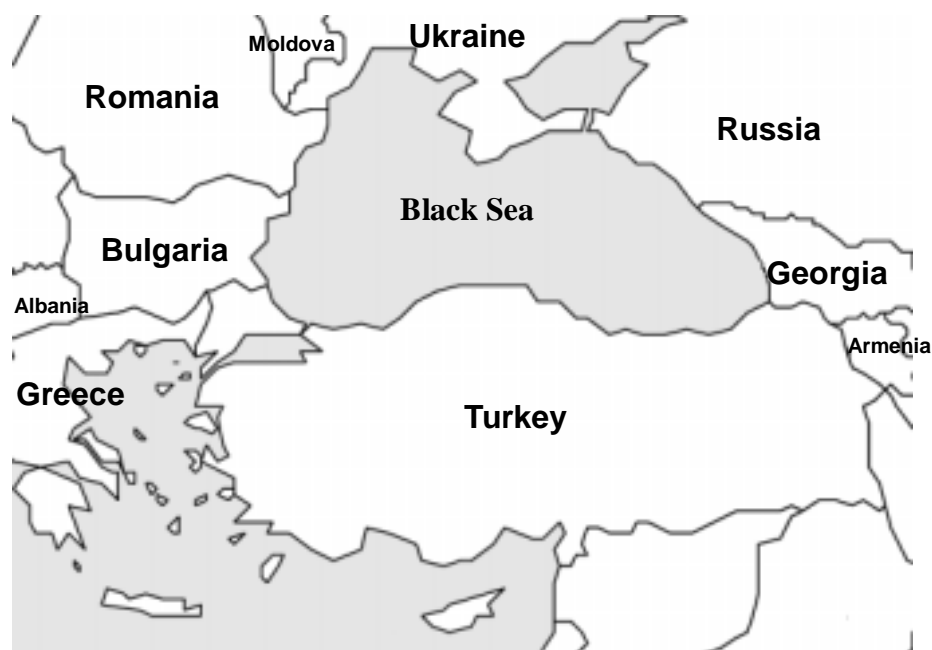 Ukraine
Moldova
Romania
Russia
Black Sea
Bulgaria
Georgia
Albania
Armenia
Greece
Turkey